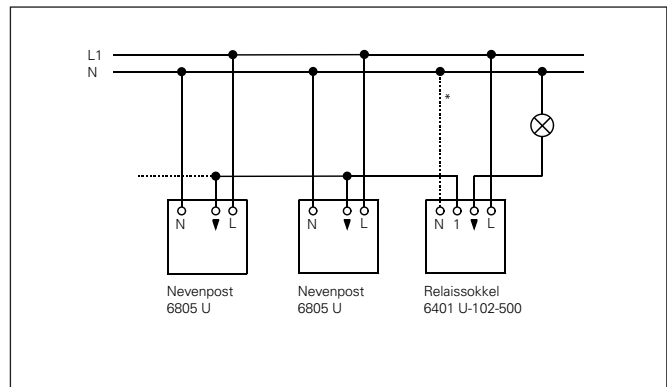 L1
N
*
N ▼ L
N ▼ L
N 1 ▼ L
Nevenpost
6805 U
Nevenpost
6805 U
Relaissokkel
6401 U-102-500